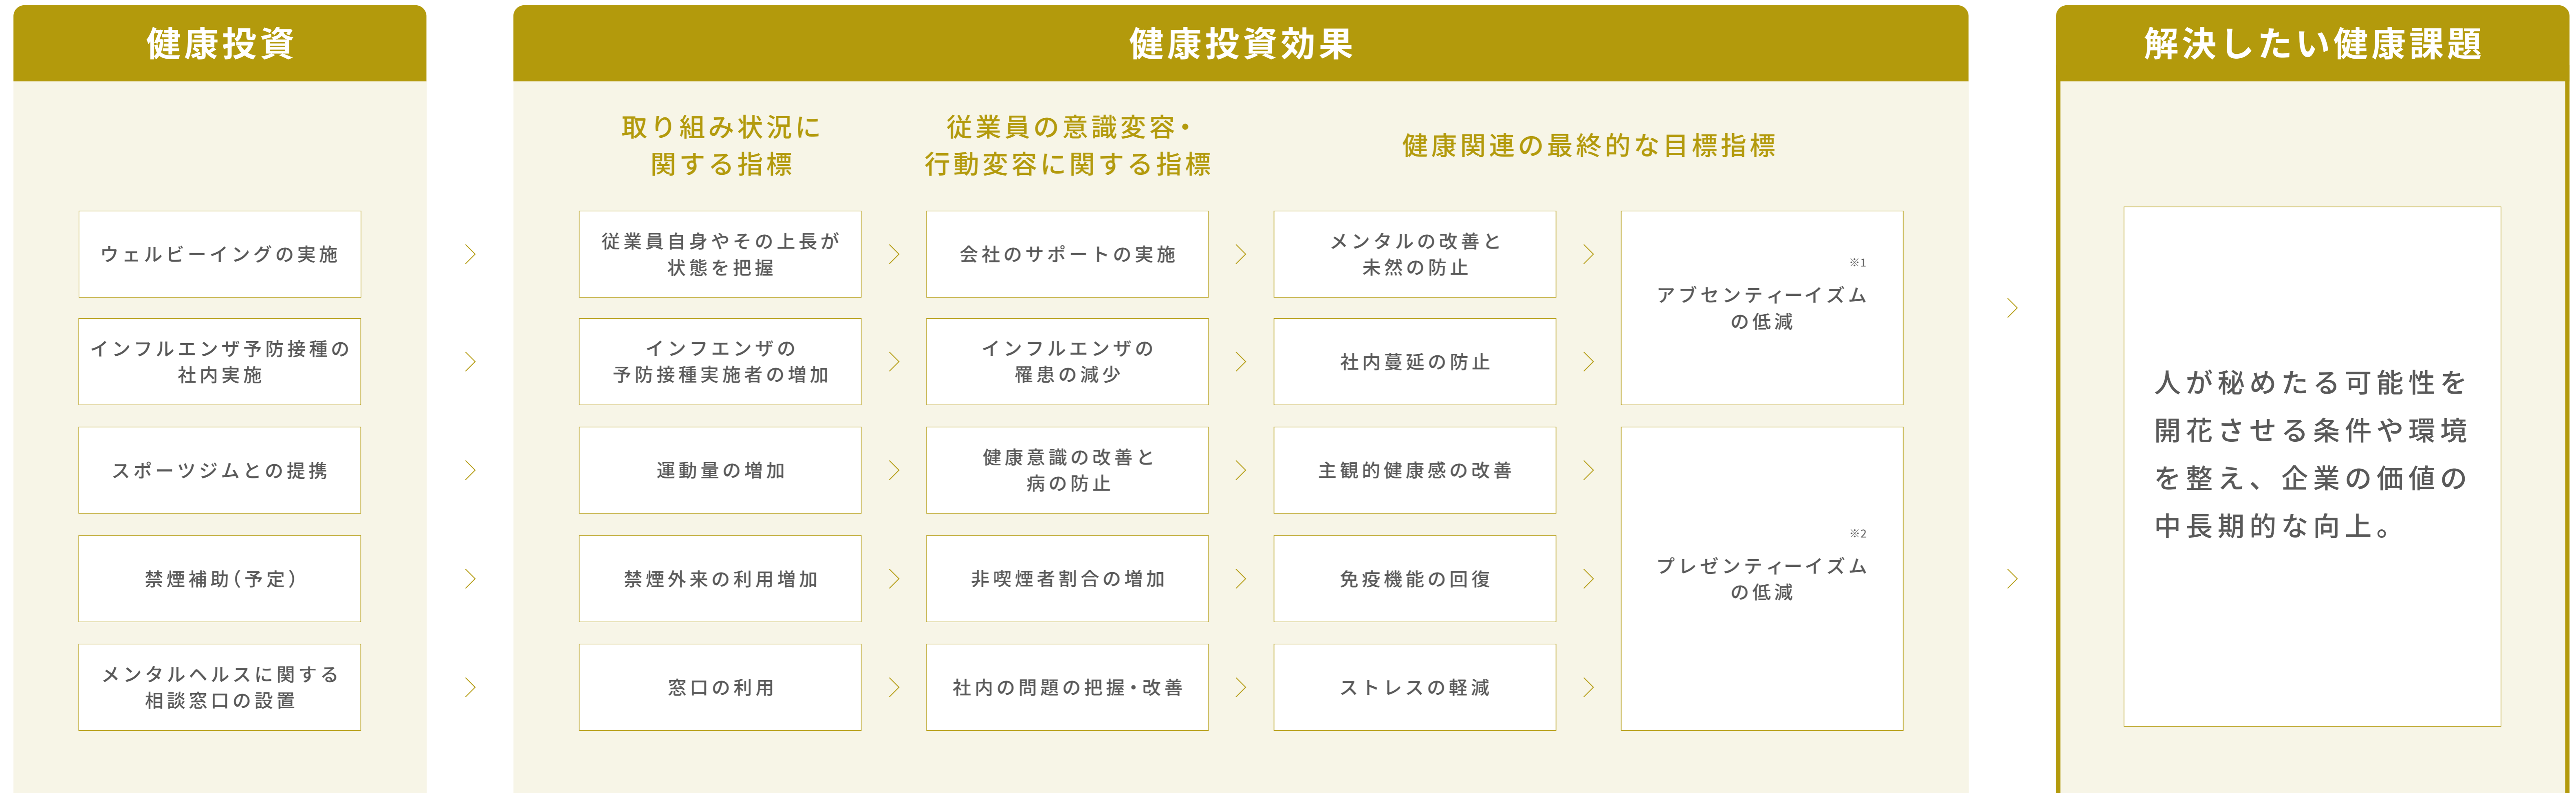 健康投資
ウェルビーイングの実施
インフルエンザ予防接種の
社内実施
スポーツジムとの提携
禁煙補助（予定）
メンタルヘルスに関する
相談窓口の設置
健康投資効果
取り組み状況に
関する指標
従業員自身やその上長が
状態を把握
インフエンザの
予防接種実施者の増加
運動量の増加
禁煙外来の利用増加
窓口の利用
従業員の意識変容・
行動変容に関する指標
会社のサポートの実施
インフルエンザの
罹患の減少
健康意識の改善と
病の防止
非喫煙者割合の増加
社内の問題の把握・改善
健康関連の最終的な目標指標
メンタルの改善と
未然の防止
社内蔓延の防止
主観的健康感の改善
免疫機能の回復
ストレスの軽減
※1
アブセンティーイズム
の低減
※2
プレゼンティーイズム
の低減
解決したい健康課題
人が秘めたる可能性を
開花させる条件や環境
を整え、企業の価値の
中長期的な向上。